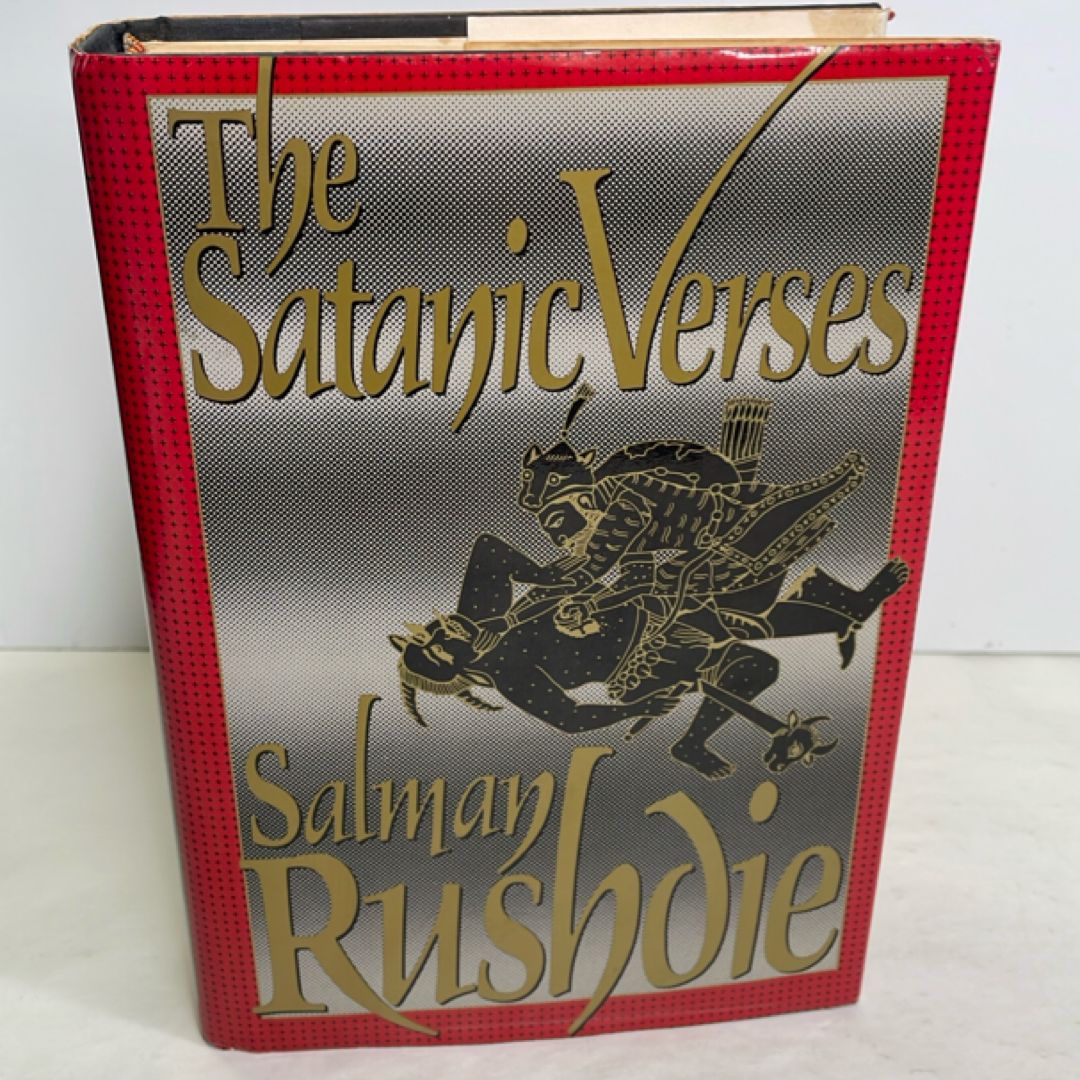 The
Satanic Verses
Salman
Rushdie